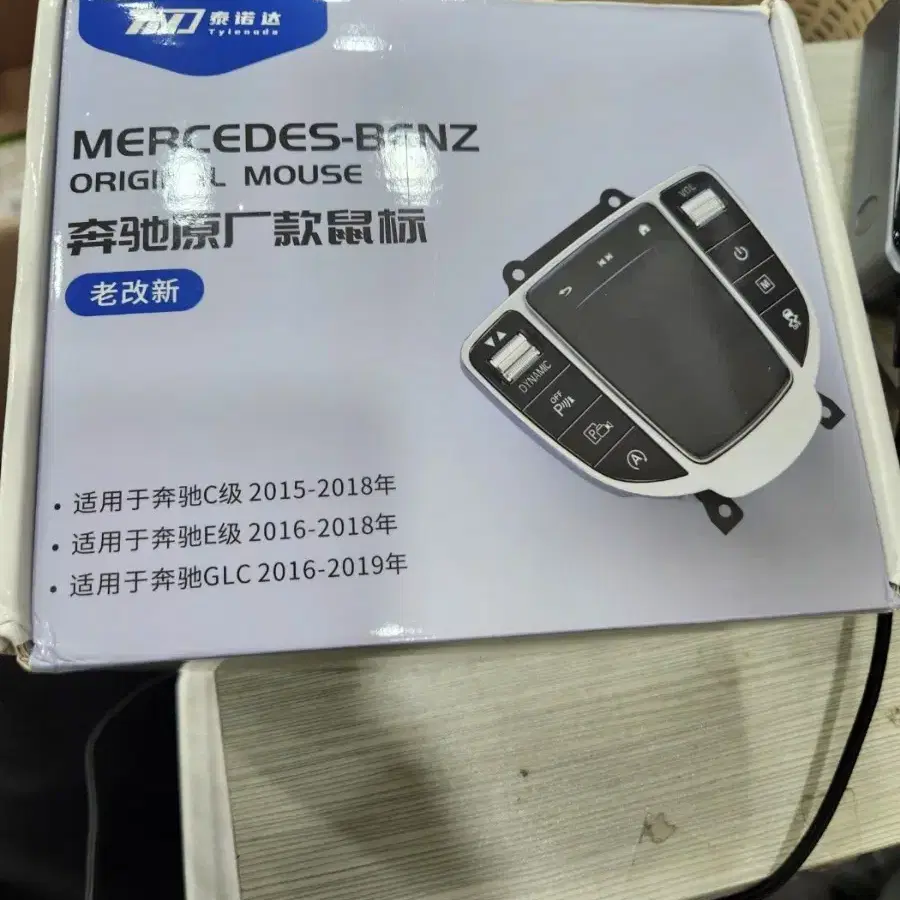 TND 泰诺达
Tylenuda
MERCEDES-BENZ
ORIGINAL MOUSE
奔驰原厂款鼠标
老改新
· 适用于奔驰C级 2015-2018年
· 适用于奔驰E级 2016-2018年
· 适用于奔驰GLC 2016-2019年
VOL
M
DYNAMIC
OFF
P
P
A